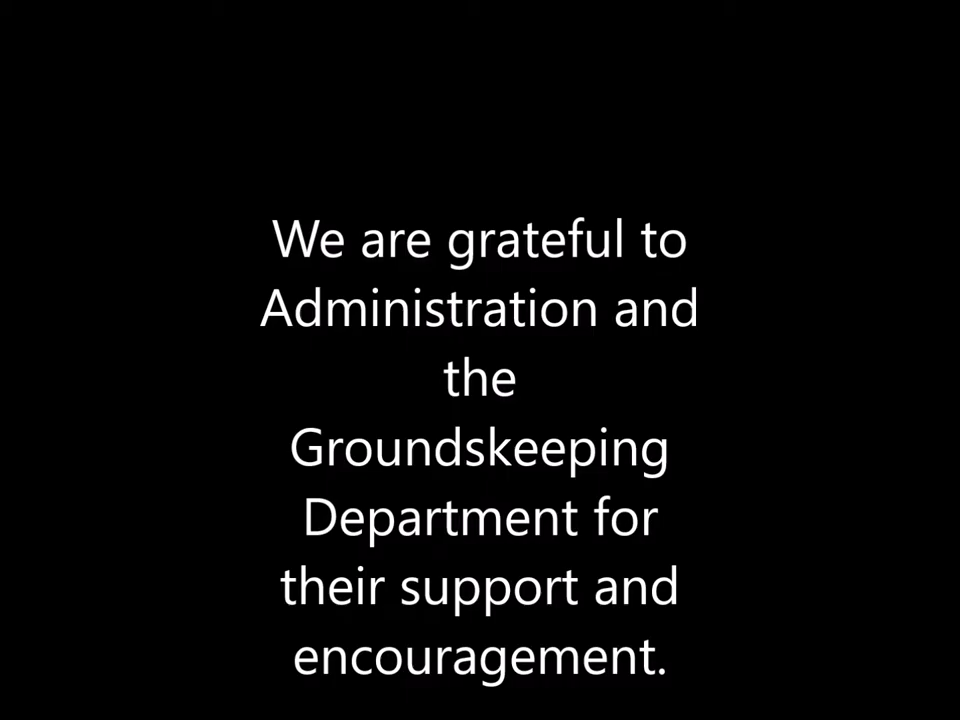 We are grateful to
Administration and
the
Groundskeeping
Department for
their support and
encouragement.